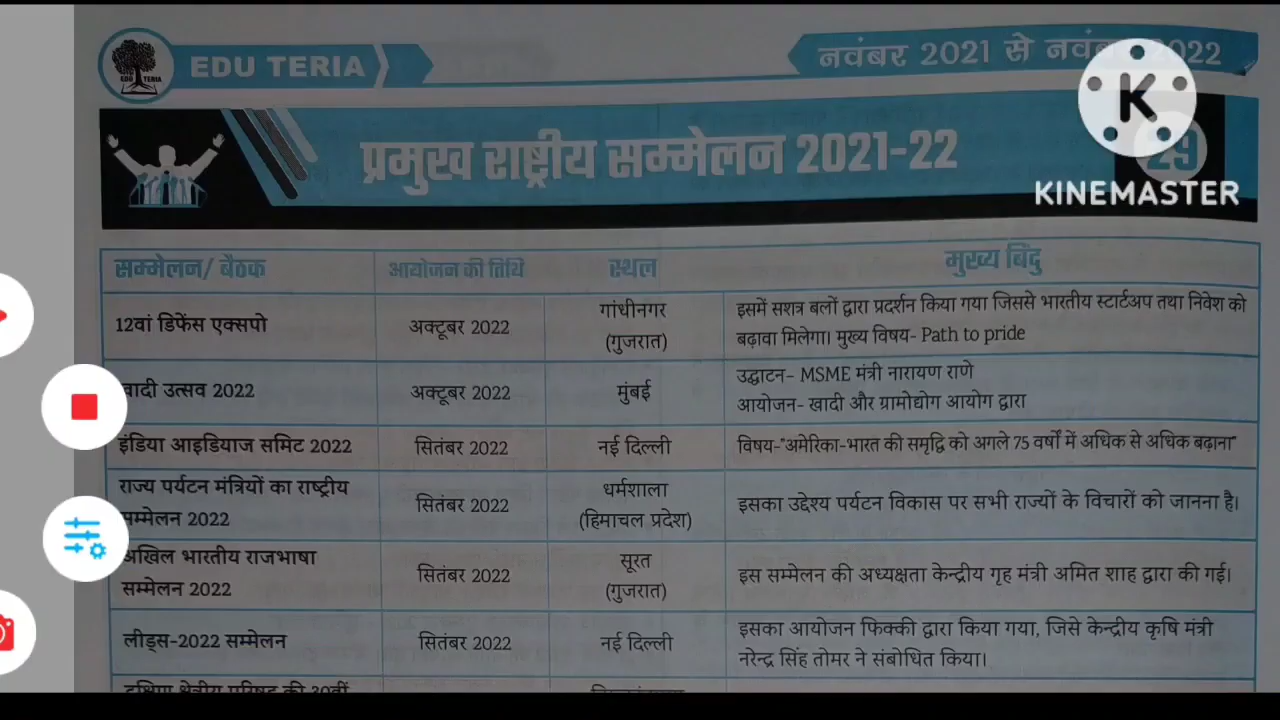 EDU TERIA
EDU TERIA
नवंबर 2021 से नवंबर 2022
प्रमुख राष्ट्रीय सम्मेलन 2021-22
29
KINEMASTER
सम्मेलन/ बैठक आयोजन की तिथि स्थल मुख्य बिंदु
12वां डिफेंस एक्सपो अक्टूबर 2022 गांधीनगर (गुजरात) इसमें सशत्र बलों द्वारा प्रदर्शन किया गया जिससे भारतीय स्टार्टअप तथा निवेश को
बढ़ावा मिलेगा। मुख्य विषय- Path to pride
खादी उत्सव 2022 अक्टूबर 2022 मुंबई उद्घाटन- MSME मंत्री नारायण राणे
आयोजन- खादी और ग्रामोद्योग आयोग द्वारा
इंडिया आइडियाज समिट 2022 सितंबर 2022 नई दिल्ली विषय-"अमेरिका-भारत की समृद्धि को अगले 75 वर्षों में अधिक से अधिक बढ़ाना"
राज्य पर्यटन मंत्रियों का राष्ट्रीय
सम्मेलन 2022 सितंबर 2022 धर्मशाला
(हिमाचल प्रदेश) इसका उद्देश्य पर्यटन विकास पर सभी राज्यों के विचारों को जानना है।
अखिल भारतीय राजभाषा
सम्मेलन 2022 सितंबर 2022 सूरत
(गुजरात) इस सम्मेलन की अध्यक्षता केन्द्रीय गृह मंत्री अमित शाह द्वारा की गई।
लीड्स-2022 सम्मेलन सितंबर 2022 नई दिल्ली इसका आयोजन फिक्की द्वारा किया गया, जिसे केन्द्रीय कृषि मंत्री
नरेन्द्र सिंह तोमर ने संबोधित किया।
दक्षिण क्षेत्रीय परिषद की 30वीं